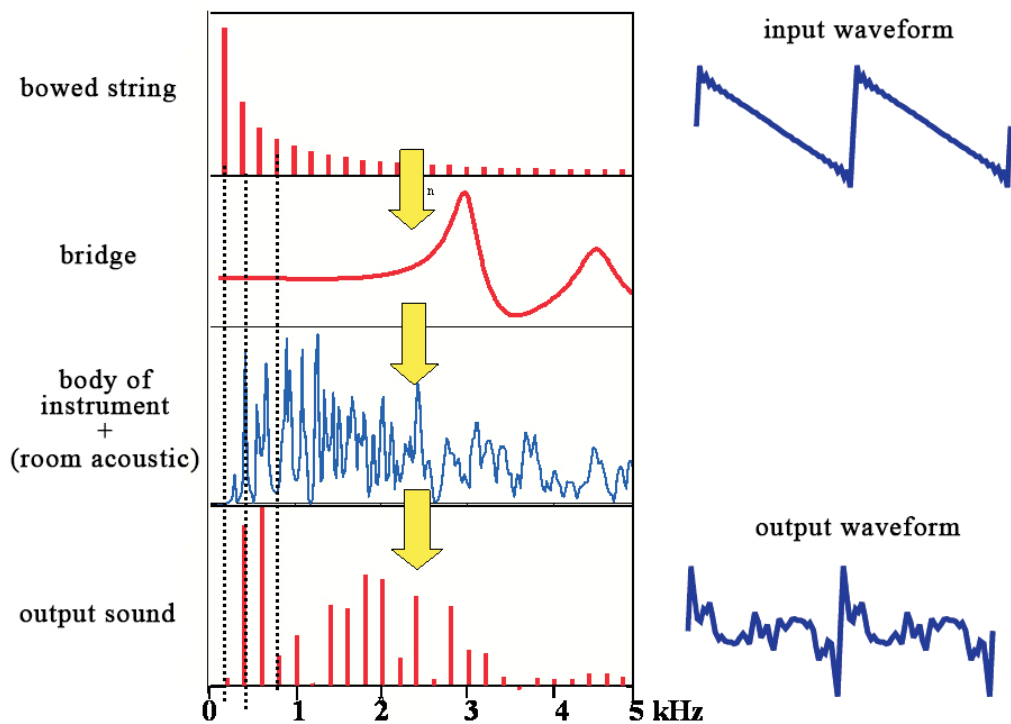 bowed string
n
bridge
body of
instrument
+
(room acoustic)
output sound
0 1 2 3 4 5 kHz
input waveform
output waveform